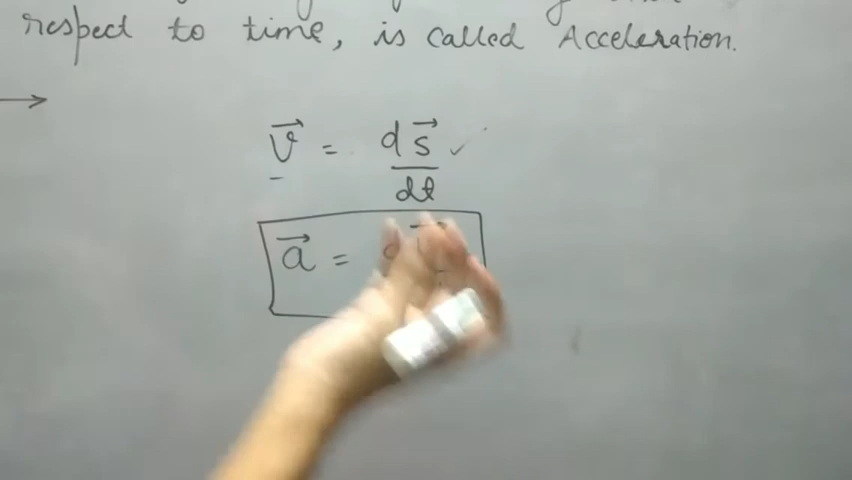 respect to time, is called Acceleration.
→
v⃗ = ds⃗/dt ✓
a⃗ = d